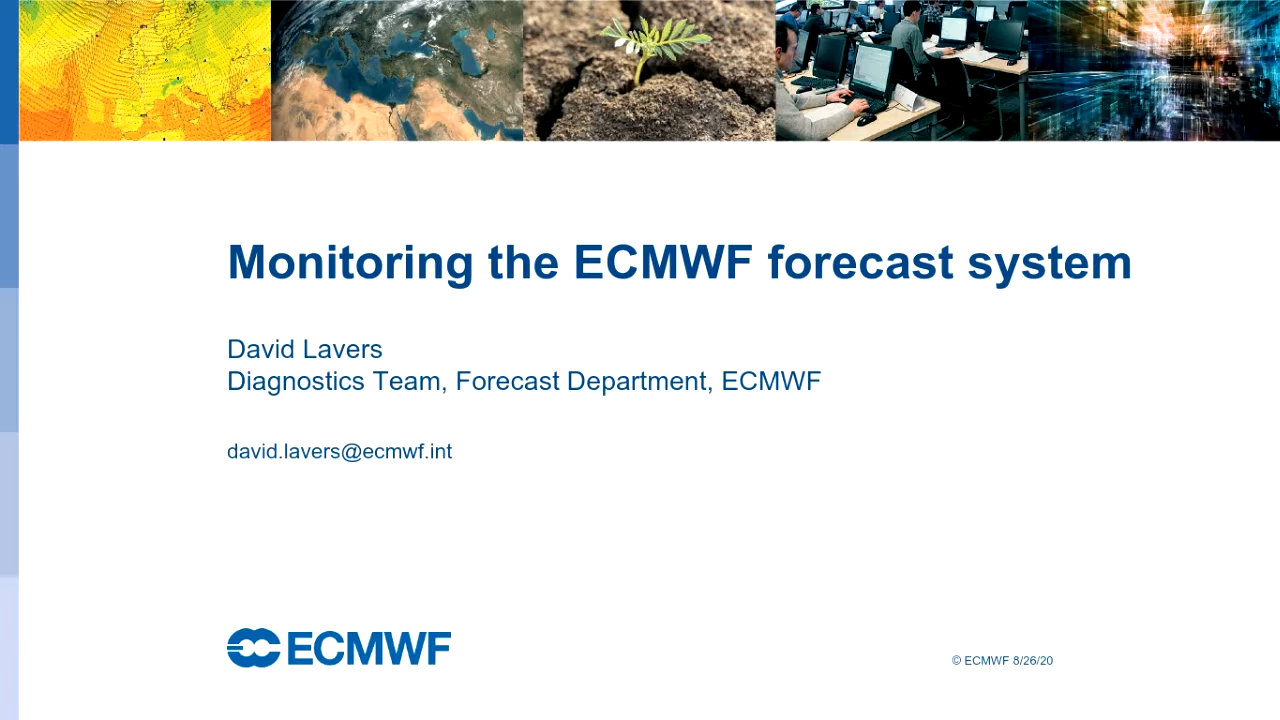 Monitoring the ECMWF forecast system
David Lavers
Diagnostics Team, Forecast Department, ECMWF
david.lavers@ecmwf.int
ECMWF
© ECMWF 8/26/20